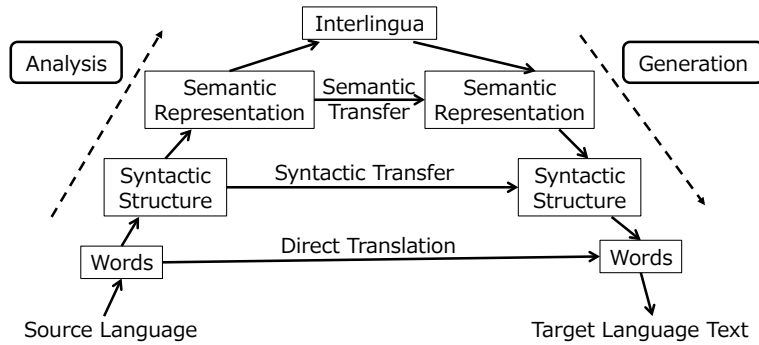 Interlingua
Analysis
Generation
Semantic
Representation
Semantic
Transfer
Semantic
Representation
Syntactic
Structure
Syntactic Transfer
Syntactic
Structure
Words
Direct Translation
Words
Source Language
Target Language Text